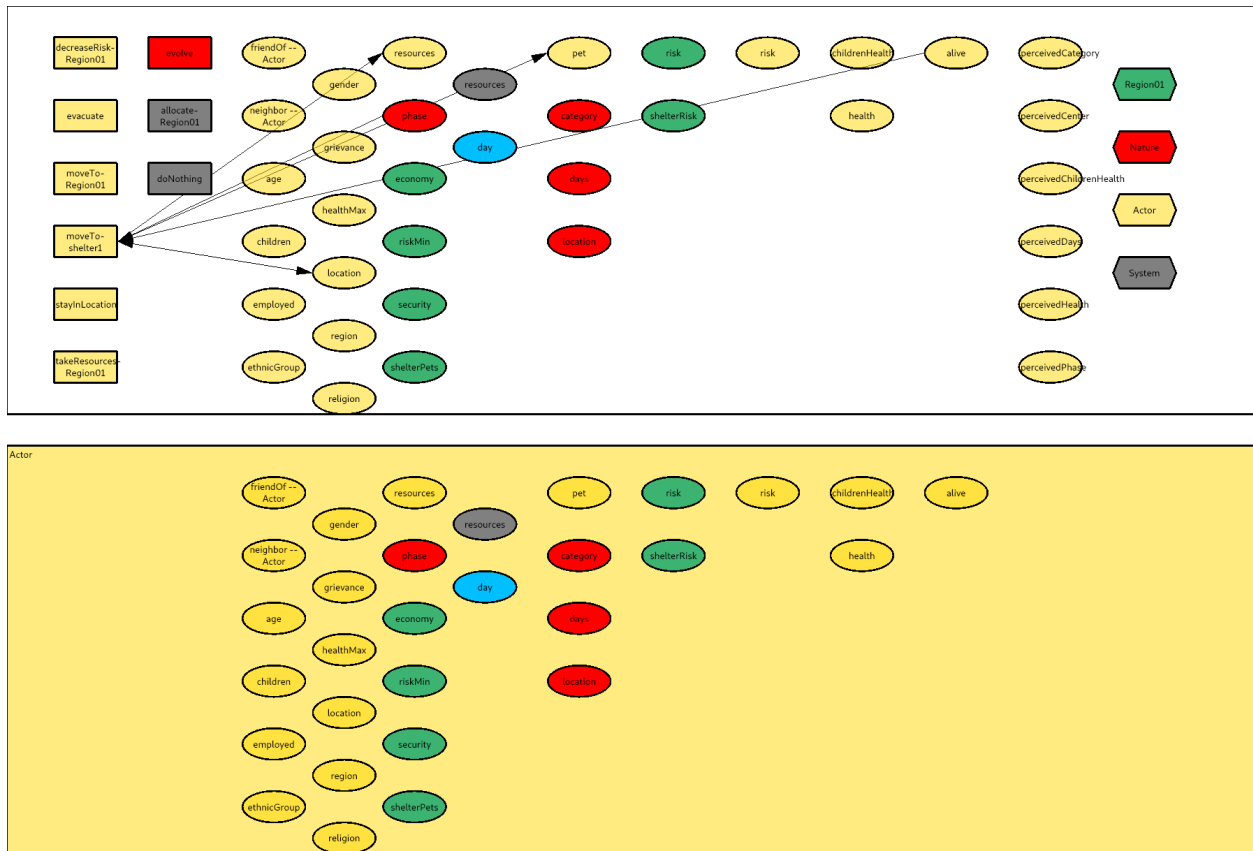 decreaseRisk-
Region01
evolve
friendOf --
Actor
resources
pet
risk
risk
childrenHealth
alive
perceivedCategory
gender
resources
Region01
evacuate
allocate-
Region01
neighbor --
Actor
phase
category
shelterRisk
health
perceivedCenter
grievance
day
Nature
moveTo-
Region01
doNothing
age
economy
days
perceivedChildrenHealth
healthMax
Actor
moveTo-
shelter1
children
riskMin
location
perceivedDays
location
System
stayInLocation
employed
security
perceivedHealth
region
takeResources-
Region01
ethnicGroup
shelterPets
perceivedPhase
religion
Actor
friendOf --
Actor
resources
pet
risk
risk
childrenHealth
alive
gender
resources
neighbor --
Actor
phase
category
shelterRisk
health
grievance
day
age
economy
days
healthMax
children
riskMin
location
location
employed
security
region
ethnicGroup
shelterPets
religion